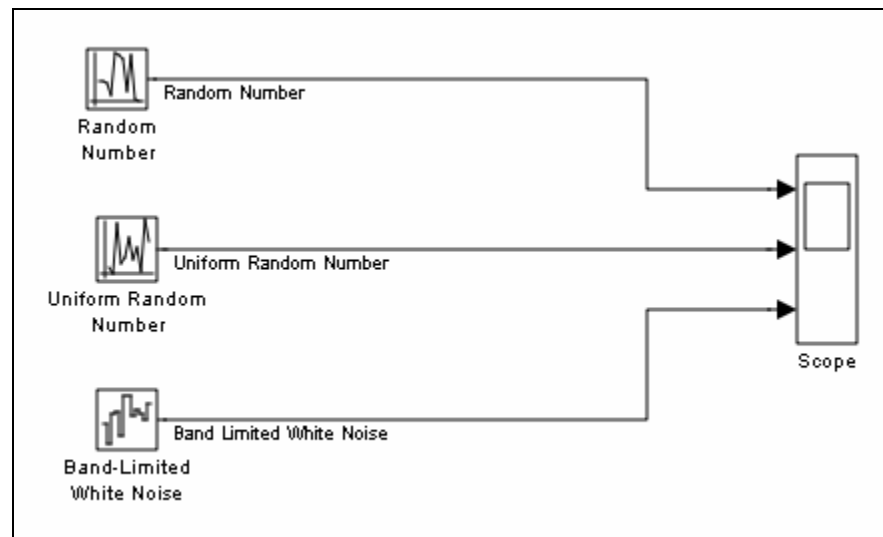 Random Number
Random
Number
Uniform Random Number
Uniform Random
Number
Scope
Band Limited White Noise
Band-Limited
White Noise